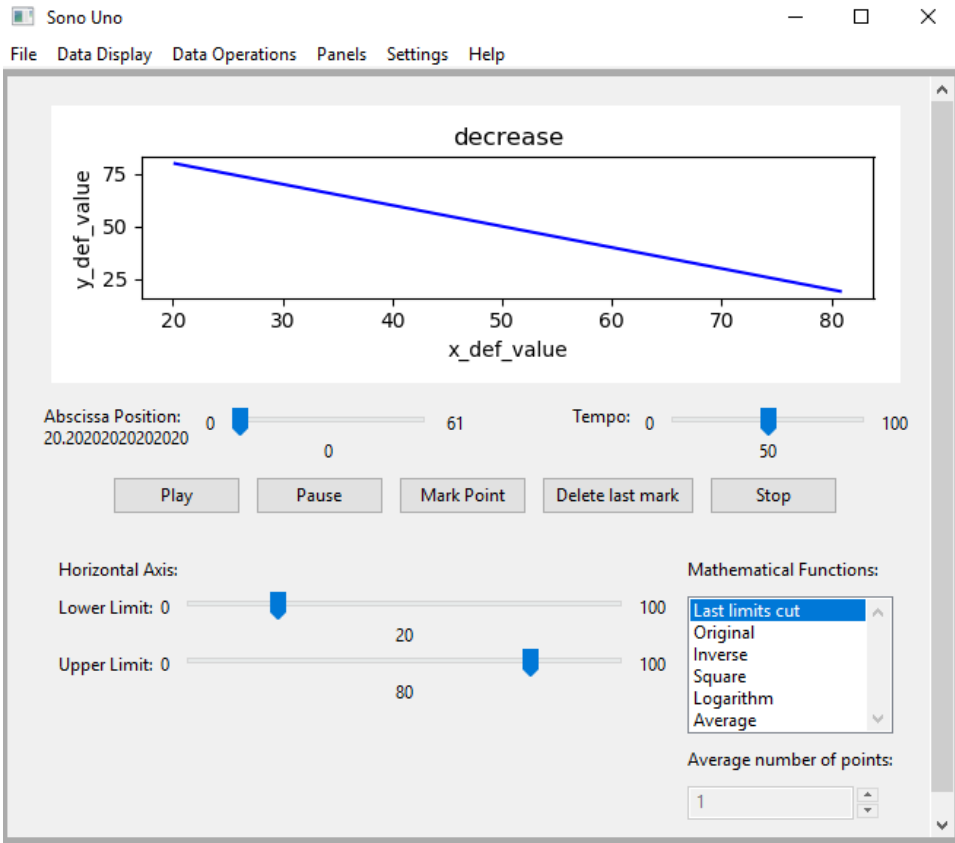 Sono Uno
File Data Display Data Operations Panels Settings Help
decrease
75
50
25
y_def_value
20 30 40 50 60 70 80
x_def_value
Abscissa Position: 0 61 Tempo: 0 100
20.20202020202020
0 50
Play Pause Mark Point Delete last mark Stop
Horizontal Axis: Mathematical Functions:
Lower Limit: 0 100 Last limits cut
20 Original
Inverse
Upper Limit: 0 100 Square
80 Logarithm
Average
Average number of points:
1